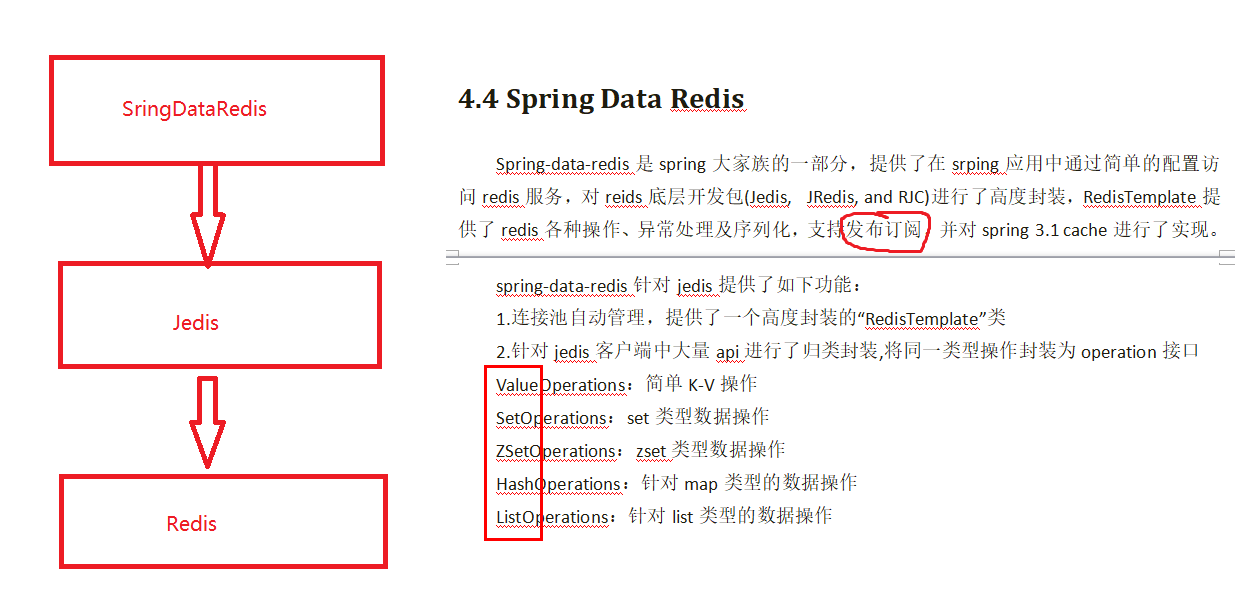 SringDataRedis
Jedis
Redis
4.4 Spring Data Redis
Spring-data-redis 是 spring 大家族的一部分，提供了在 srping 应用中通过简单的配置访
问 redis 服务，对 reids 底层开发包(Jedis, JRedis, and RJC)进行了高度封装，RedisTemplate 提
供了 redis 各种操作、异常处理及序列化，支持发布订阅 并对 spring 3.1 cache 进行了实现。
spring-data-redis 针对 jedis 提供了如下功能：
1.连接池自动管理，提供了一个高度封装的“RedisTemplate”类
2.针对 jedis 客户端中大量 api 进行了归类封装,将同一类型操作封装为 operation 接口
ValueOperations：简单 K-V 操作
SetOperations：set 类型数据操作
ZSetOperations：zset 类型数据操作
HashOperations：针对 map 类型的数据操作
ListOperations：针对 list 类型的数据操作